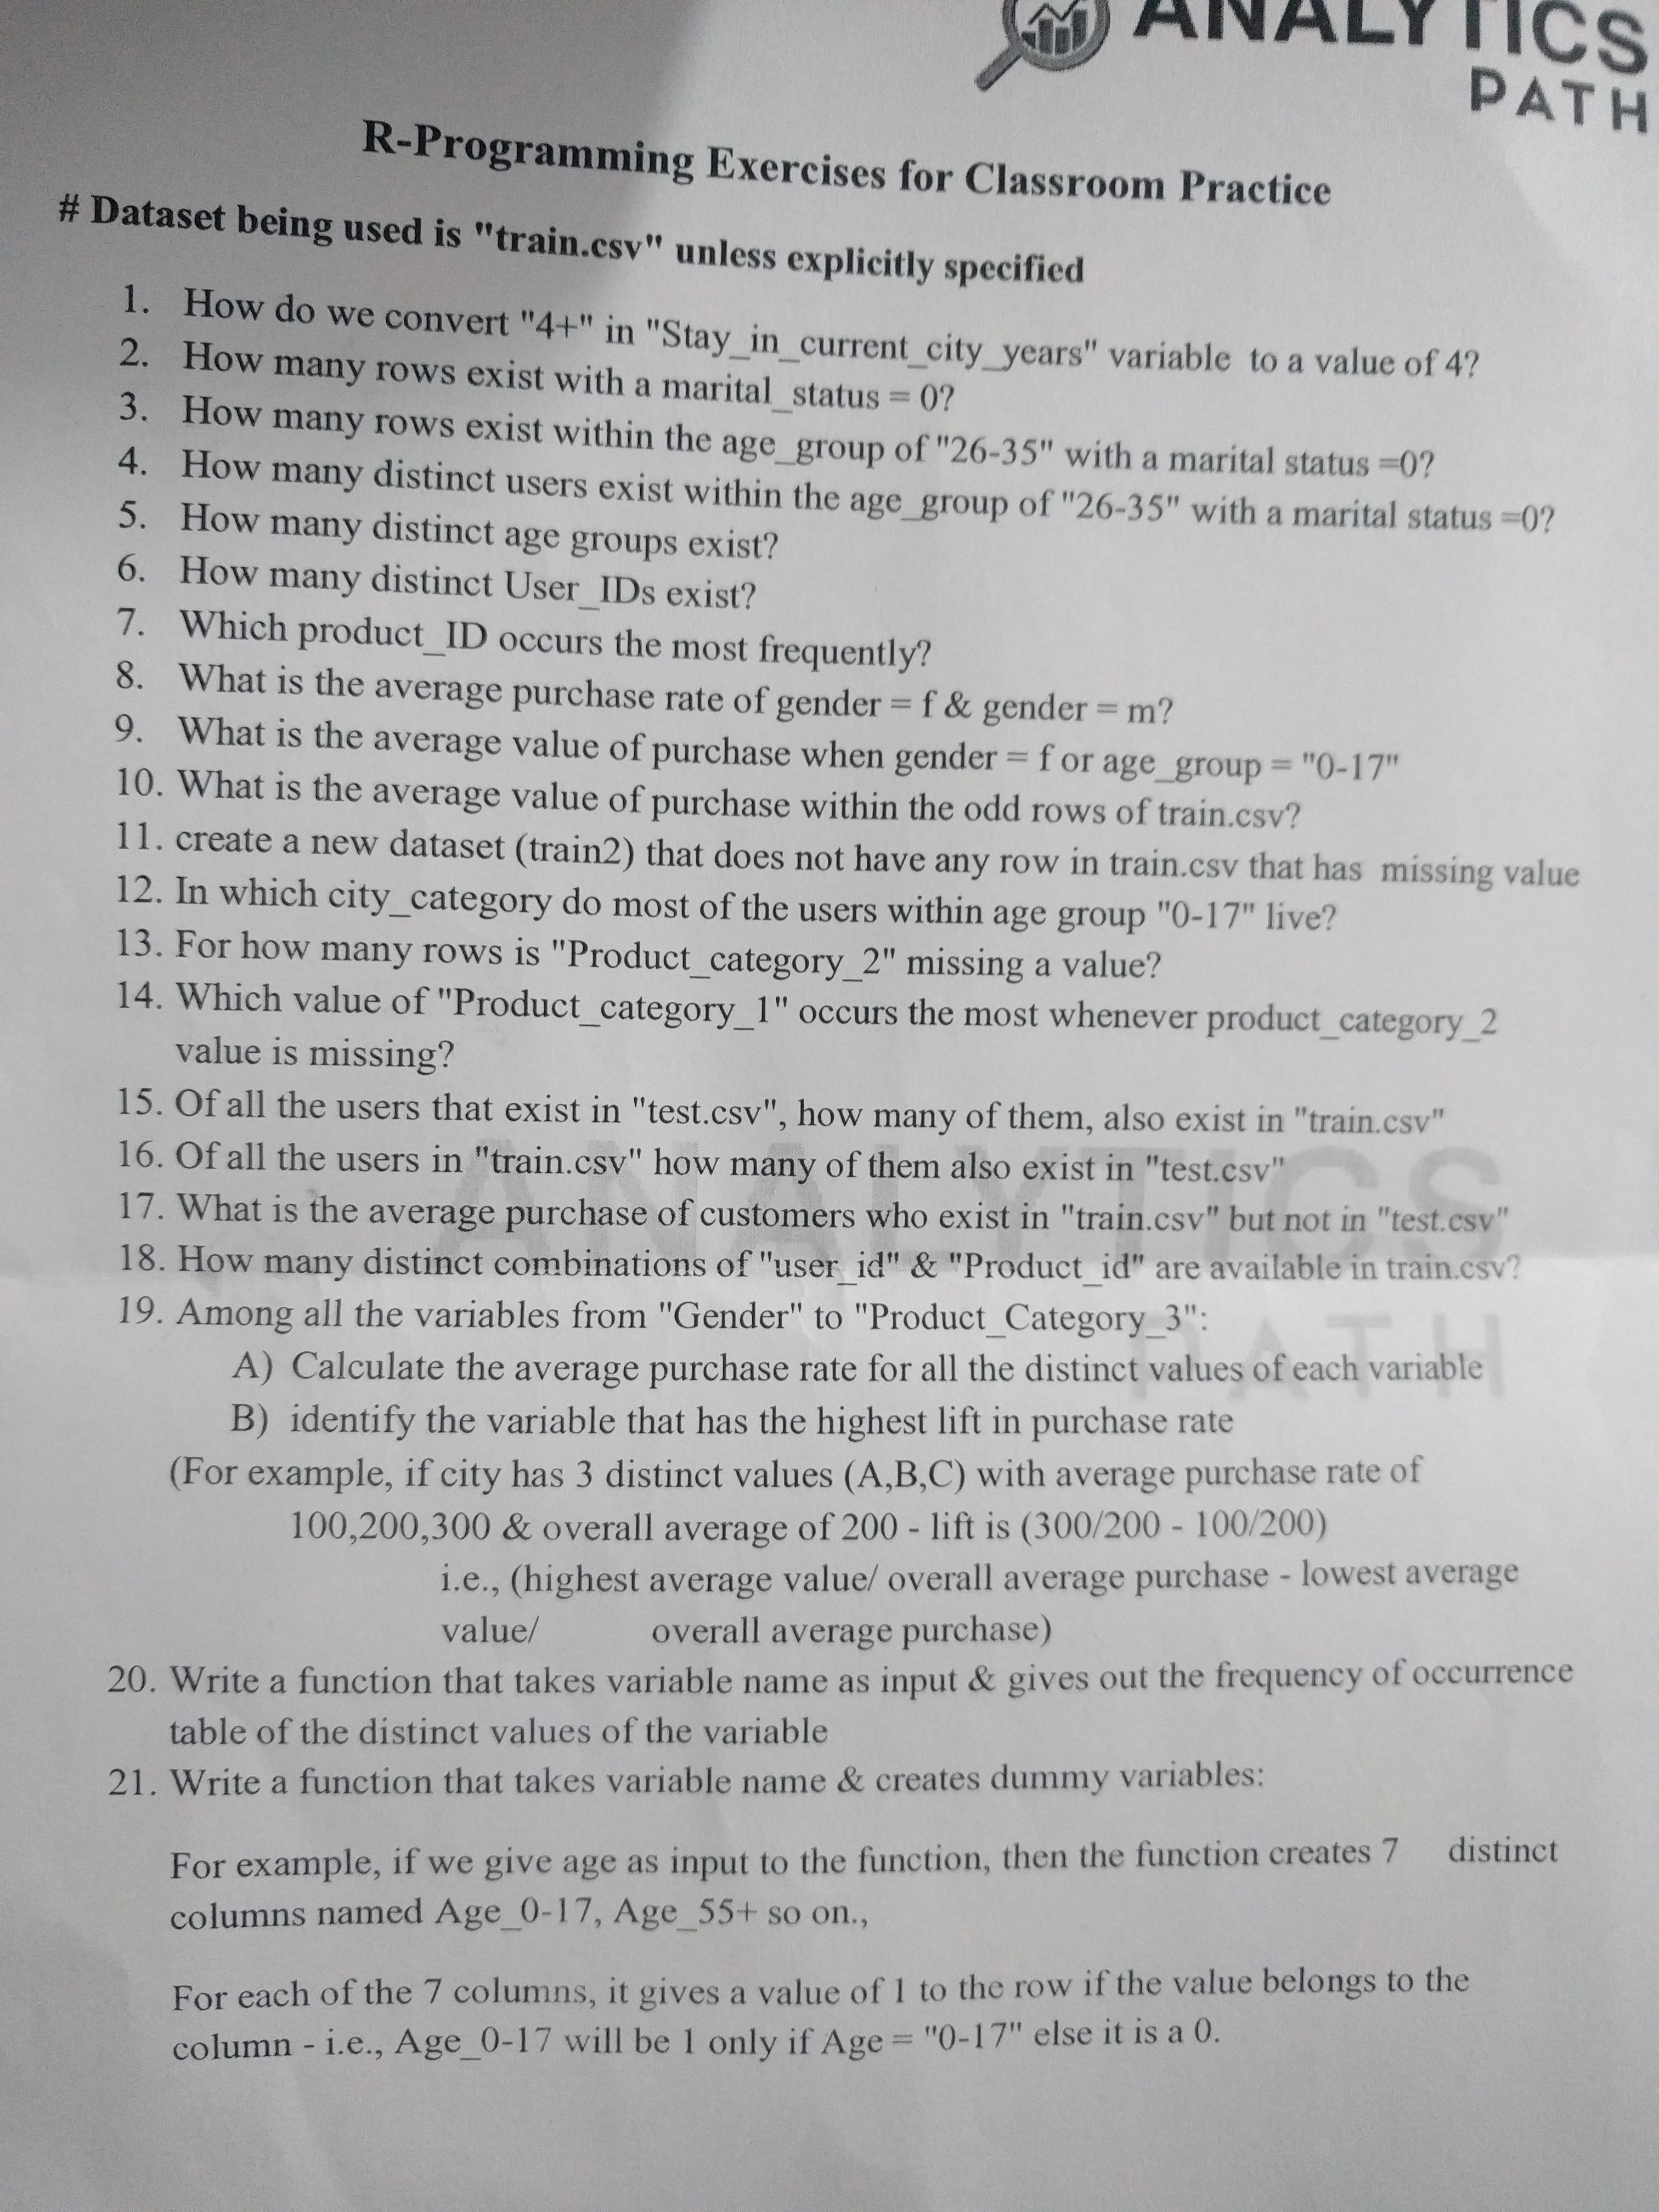 ANALYTICS
PATH
R-Programming Exercises for Classroom Practice
# Dataset being used is "train.csv" unless explicitly specified
1. How do we convert "4+" in "Stay_in_current_city_years" variable to a value of 4?
2. How many rows exist with a marital_status = 0?
3. How many rows exist within the age_group of "26-35" with a marital status =0?
4. How many distinct users exist within the age_group of "26-35" with a marital status =0?
5. How many distinct age groups exist?
6. How many distinct User_IDs exist?
7. Which product_ID occurs the most frequently?
8. What is the average purchase rate of gender = f & gender = m?
9. What is the average value of purchase when gender = f or age_group = "0-17"
10. What is the average value of purchase within the odd rows of train.csv?
11. create a new dataset (train2) that does not have any row in train.csv that has missing value
12. In which city_category do most of the users within age group "0-17" live?
13. For how many rows is "Product_category_2" missing a value?
14. Which value of "Product_category_1" occurs the most whenever product_category_2
value is missing?
15. Of all the users that exist in "test.csv", how many of them, also exist in "train.csv"
16. Of all the users in "train.csv" how many of them also exist in "test.csv"
17. What is the average purchase of customers who exist in "train.csv" but not in "test.csv"
18. How many distinct combinations of "user_id" & "Product_id" are available in train.csv?
19. Among all the variables from "Gender" to "Product_Category_3":
A) Calculate the average purchase rate for all the distinct values of each variable
B) identify the variable that has the highest lift in purchase rate
(For example, if city has 3 distinct values (A,B,C) with average purchase rate of
100,200,300 & overall average of 200 - lift is (300/200 - 100/200)
i.e., (highest average value/ overall average purchase - lowest average
value/ overall average purchase)
20. Write a function that takes variable name as input & gives out the frequency of occurrence
table of the distinct values of the variable
21. Write a function that takes variable name & creates dummy variables:
For example, if we give age as input to the function, then the function creates 7 distinct
columns named Age_0-17, Age_55+ so on.,
For each of the 7 columns, it gives a value of 1 to the row if the value belongs to the
column - i.e., Age_0-17 will be 1 only if Age = "0-17" else it is a 0.
ANALYTICS
PATH